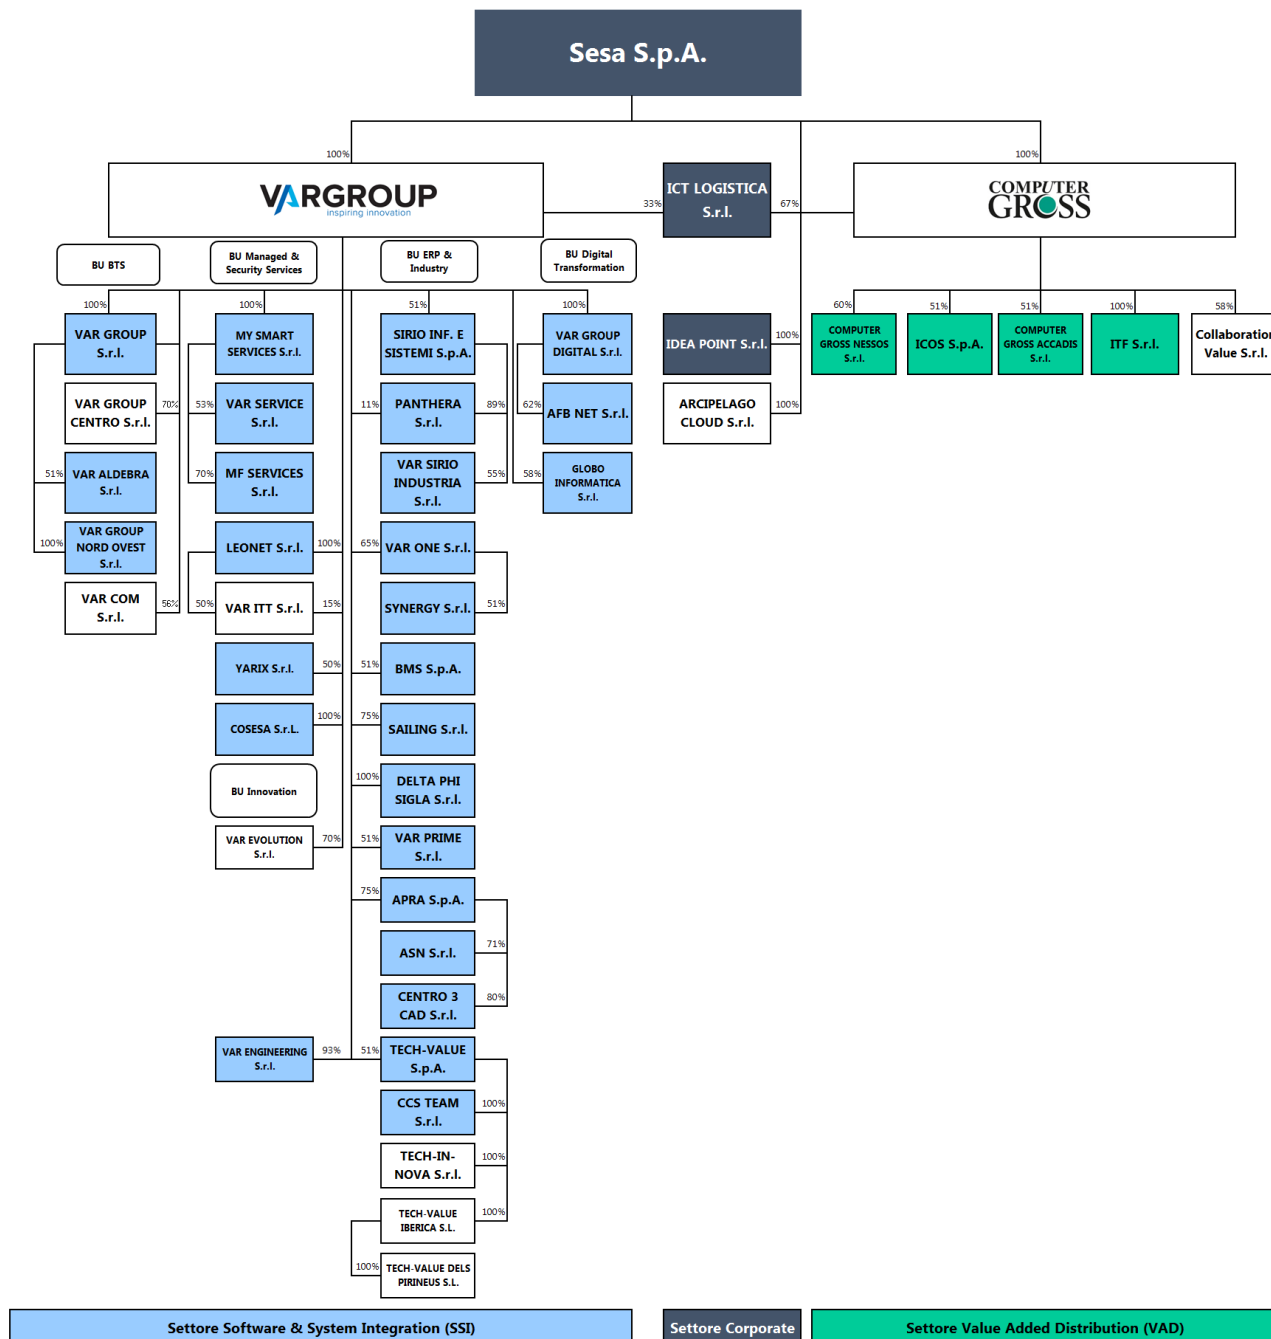 Sesa S.p.A.
100%
100%
VARGROUP
inspiring innovation
33%
ICT LOGISTICA
S.r.l.
67%
COMPUTER
GROSS
BU BTS
BU Managed &
Security Services
BU ERP &
Industry
BU Digital
Transformation
100%
100%
51%
100%
60%
51%
51%
100%
58%
VAR GROUP
S.r.l.
MY SMART
SERVICES S.r.l.
SIRIO INF. E
SISTEMI S.p.A.
VAR GROUP
DIGITAL S.r.l.
IDEA POINT S.r.l.
100%
COMPUTER
GROSS NESSOS
S.r.l.
ICOS S.p.A.
COMPUTER
GROSS ACCADIS
S.r.l.
ITF S.r.l.
Collaboration
Value S.r.l.
VAR GROUP
CENTRO S.r.l.
70%
53%
VAR SERVICE
S.r.l.
11%
PANTHERA
S.r.l.
89%
62%
AFB NET S.r.l.
ARCIPELAGO
CLOUD S.r.l.
100%
51%
VAR ALDEBRA
S.r.l.
70%
MF SERVICES
S.r.l.
VAR SIRIO
INDUSTRIA
S.r.l.
55%
58%
GLOBO
INFORMATICA
S.r.l.
100%
VAR GROUP
NORD OVEST
S.r.l.
LEONET S.r.l.
100%
65%
VAR ONE S.r.l.
VAR COM
S.r.l.
56%
50%
VAR ITT S.r.l.
15%
SYNERGY S.r.l.
51%
YARIX S.r.l.
50%
51%
BMS S.p.A.
COSESA S.r.L.
100%
75%
SAILING S.r.l.
BU Innovation
100%
DELTA PHI
SIGLA S.r.l.
VAR EVOLUTION
S.r.l.
70%
51%
VAR PRIME
S.r.l.
75%
APRA S.p.A.
ASN S.r.l.
71%
CENTRO 3
CAD S.r.l.
80%
VAR ENGINEERING
S.r.l.
93%
51%
TECH-VALUE
S.p.A.
CCS TEAM
S.r.l.
100%
TECH-IN-
NOVA S.r.l.
100%
TECH-VALUE
IBERICA S.L.
100%
100%
TECH-VALUE DELS
PIRINEUS S.L.
Settore Software & System Integration (SSI)
Settore Corporate
Settore Value Added Distribution (VAD)